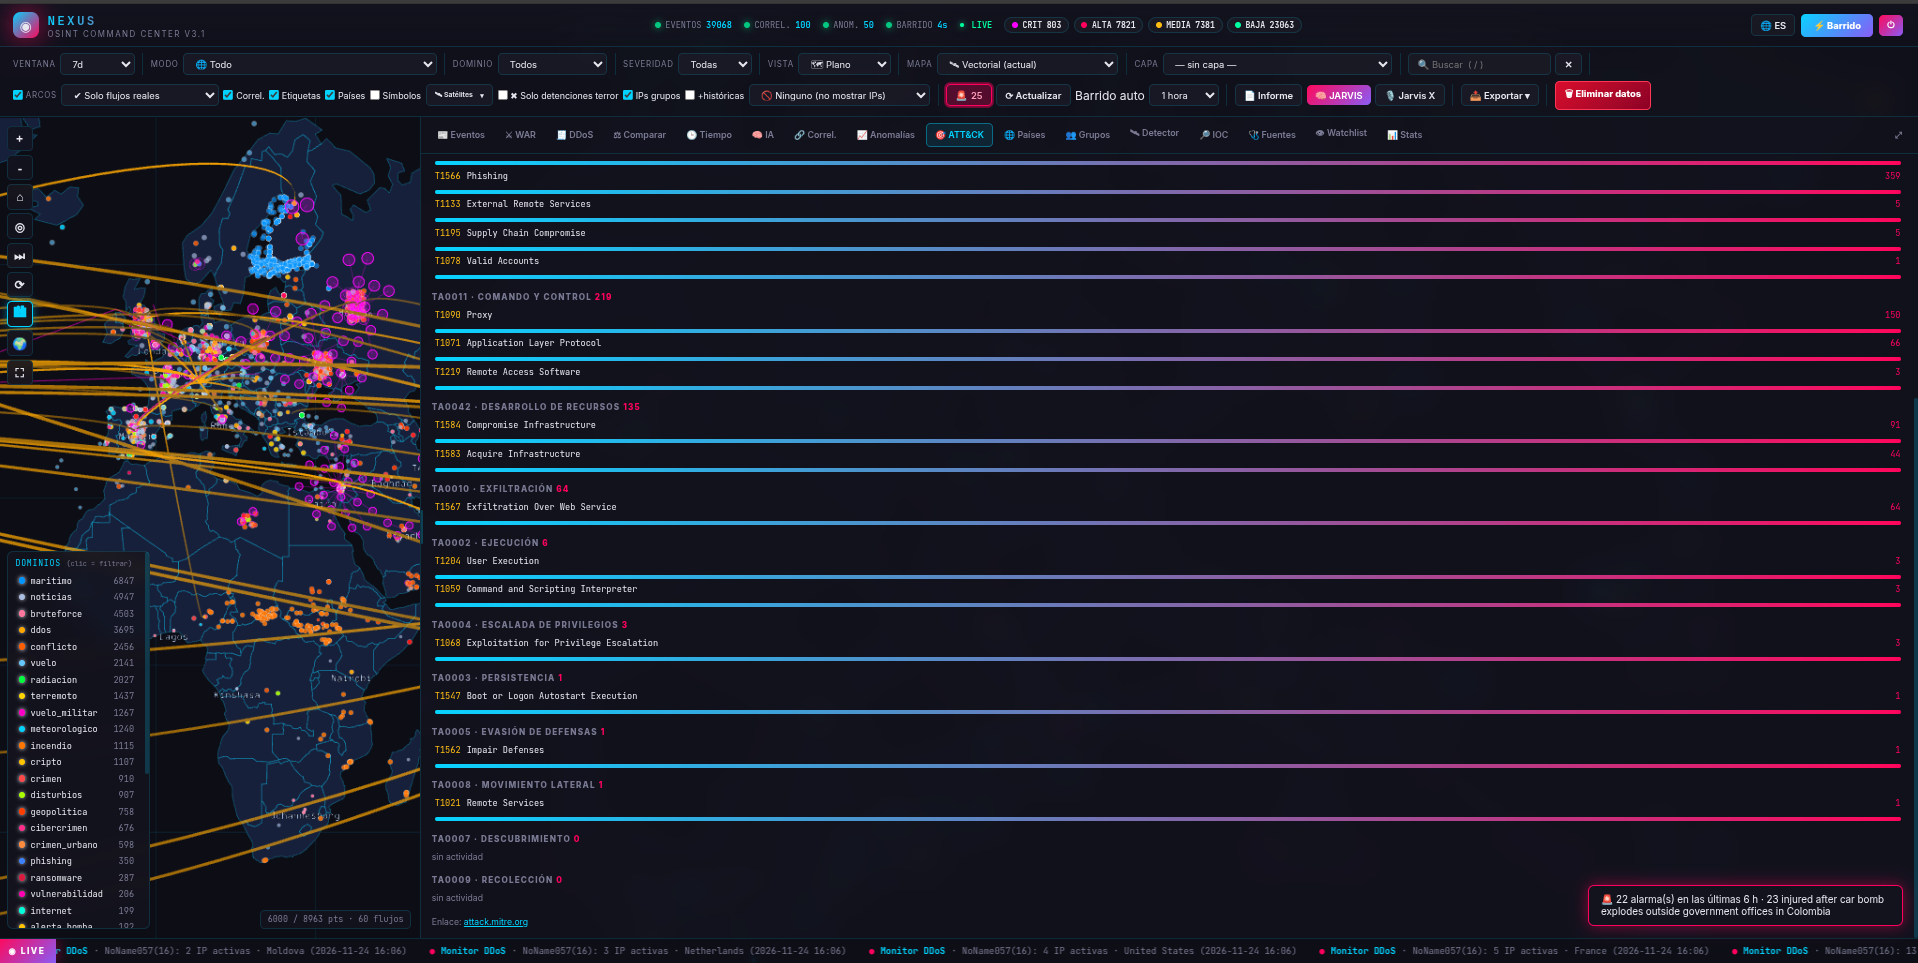 NEXUS
OSINT COMMAND CENTER V3.1
EVENTOS 39068 CORREL. 100 ANOM. 50 BARRIDO 4s LIVE CRIT 803 ALTA 7821 MEDIA 7381 BAJA 23063
ES Barrido
VENTANA 7d MODO Todo DOMINIO Todos SEVERIDAD Todas VISTA Plano MAPA Vectorial (actual) CAPA — sin capa — Buscar ( / ) ✕
ARCOS ✔ Solo flujos reales Correl. Etiquetas Países Símbolos Satélites ✖ Solo detenciones terror IPs grupos +históricas Ninguno (no mostrar IPs) 25 Actualizar Barrido auto 1 hora Informe JARVIS Jarvis X Exportar ▾ Eliminar datos
Eventos WAR DDoS Comparar Tiempo IA Correl. Anomalías ATT&CK Países Grupos Detector IOC Fuentes Watchlist Stats
T1566 Phishing 359
T1133 External Remote Services 5
T1195 Supply Chain Compromise 5
T1078 Valid Accounts 1
TA0011 · COMANDO Y CONTROL 219
T1090 Proxy 150
T1071 Application Layer Protocol 66
T1219 Remote Access Software 3
TA0042 · DESARROLLO DE RECURSOS 135
T1584 Compromise Infrastructure 91
T1583 Acquire Infrastructure 44
TA0010 · EXFILTRACIÓN 64
T1567 Exfiltration Over Web Service 64
TA0002 · EJECUCIÓN 6
T1204 User Execution 3
T1059 Command and Scripting Interpreter 3
TA0004 · ESCALADA DE PRIVILEGIOS 3
T1068 Exploitation for Privilege Escalation 3
TA0003 · PERSISTENCIA 1
T1547 Boot or Logon Autostart Execution 1
TA0005 · EVASIÓN DE DEFENSAS 1
T1562 Impair Defenses 1
TA0008 · MOVIMIENTO LATERAL 1
T1021 Remote Services 1
TA0007 · DESCUBRIMIENTO 0
sin actividad
TA0009 · RECOLECCIÓN 0
sin actividad
Enlace: attack.mitre.org
+
-
Lagos
Nairobi
Kinshasa
Johannesburg
DOMINIOS (clic = filtrar)
maritimo 6847
noticias 4947
bruteforce 4503
ddos 3695
conflicto 2456
vuelo 2141
radiacion 2027
terremoto 1437
vuelo_militar 1267
meteorologico 1240
incendio 1115
cripto 1107
crimen 910
disturbios 907
geopolitica 758
cibercrimen 676
crimen_urbano 598
phishing 350
ransomware 287
vulnerabilidad 206
internet 199
alerta_bomba 192
6000 / 8963 pts · 60 flujos
22 alarma(s) en las últimas 6 h · 23 injured after car bomb
explodes outside government offices in Colombia
LIVE
DDoS · NoName057(16): 2 IP activas · Moldova (2026-11-24 16:06) Monitor DDoS · NoName057(16): 3 IP activas · Netherlands (2026-11-24 16:06) Monitor DDoS · NoName057(16): 4 IP activas · United States (2026-11-24 16:06) Monitor DDoS · NoName057(16): 5 IP activas · France (2026-11-24 16:06) Monitor DDoS · NoName057(16): 13